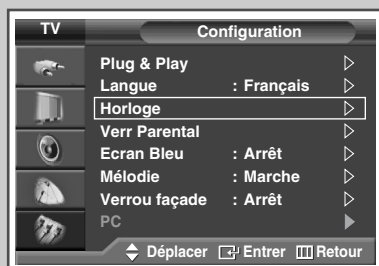 TV Configuration
Plug & Play
Langue : Français
Horloge
Verr Parental
Ecran Bleu : Arrêt
Mélodie : Marche
Verrou façade : Arrêt
PC
Déplacer Entrer Retour